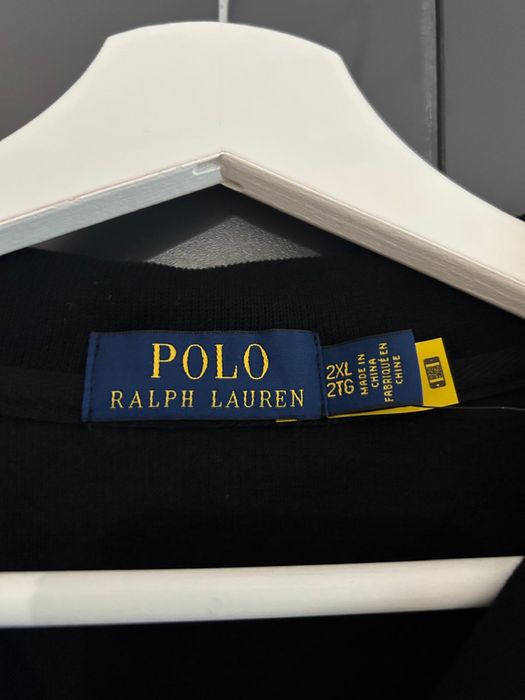 POLO
RALPH LAUREN
2XL
2TG
MADE IN
CHINA
FABRIQUÉ EN
CHINE